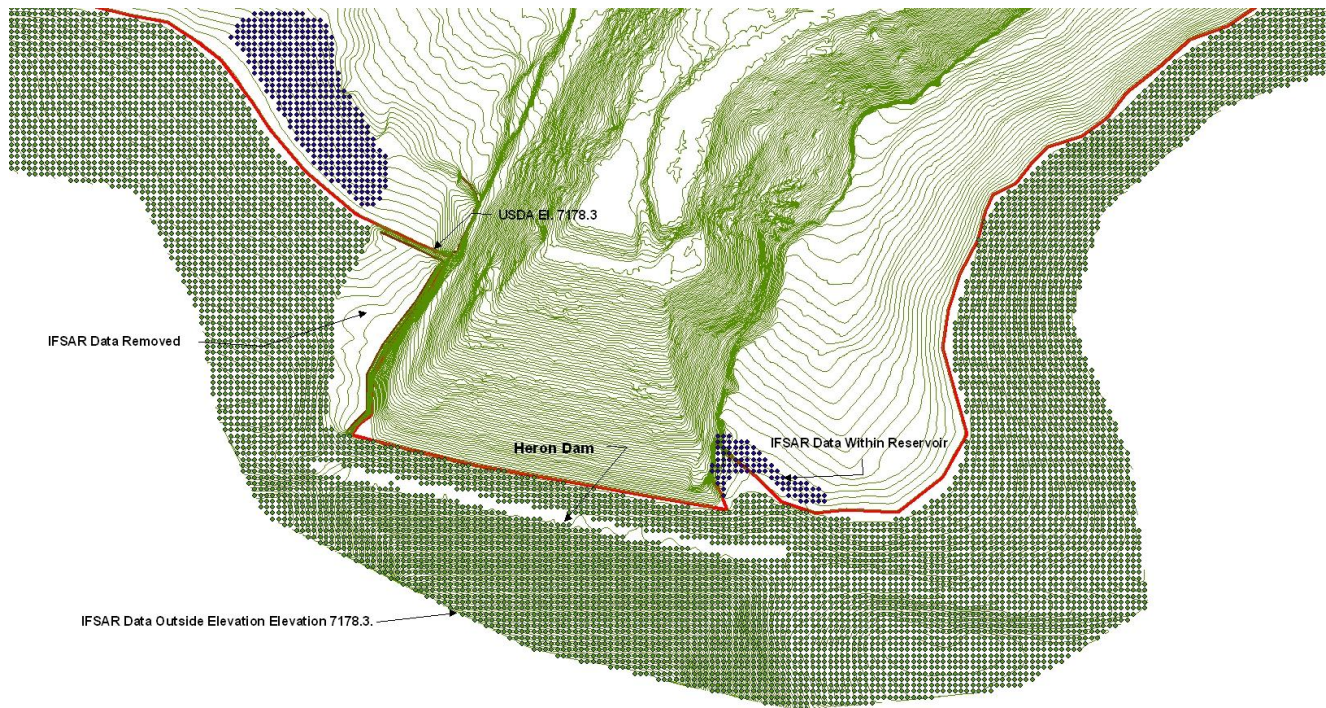 USDA El. 7178.3
IFSAR Data Removed
Heron Dam
IFSAR Data Within Reservoir
IFSAR Data Outside Elevation Elevation 7178.3.